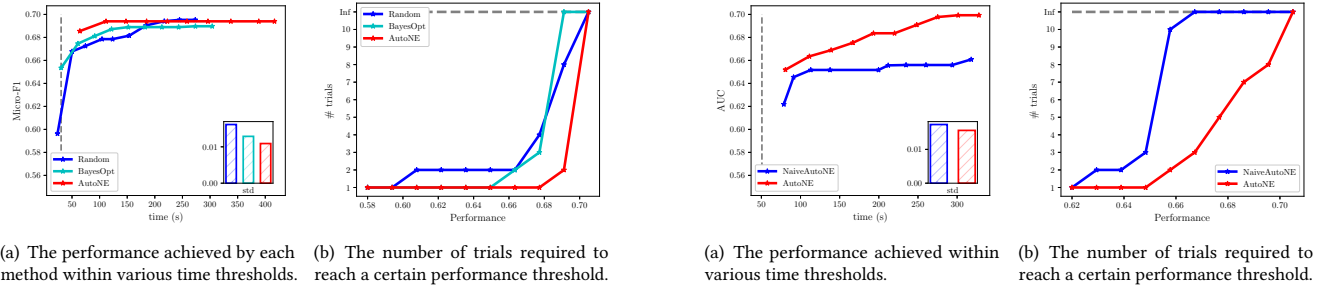 0.70
0.68
0.66
0.64
0.62
0.60
0.58
0.56
Micro-F1
Random
BayesOpt
AutoNE
0.01
0.00
std
50 100 150 200 250 300 350 400
time (s)
Inf
10
8
7
6
5
4
3
2
1
# trials
Random
BayesOpt
AutoNE
0.58 0.60 0.62 0.64 0.66 0.68 0.70
Performance
0.70
0.68
0.66
0.64
0.62
0.60
0.58
0.56
AUC
NaiveAutoNE
AutoNE
0.01
0.00
std
50 100 150 200 250 300
time (s)
Inf
10
8
7
6
5
4
3
2
1
# trials
NaiveAutoNE
AutoNE
0.62 0.64 0.66 0.68 0.70
Performance
(a) The performance achieved by each
method within various time thresholds.
(b) The number of trials required to
reach a certain performance threshold.
(a) The performance achieved within
various time thresholds.
(b) The number of trials required to
reach a certain performance threshold.